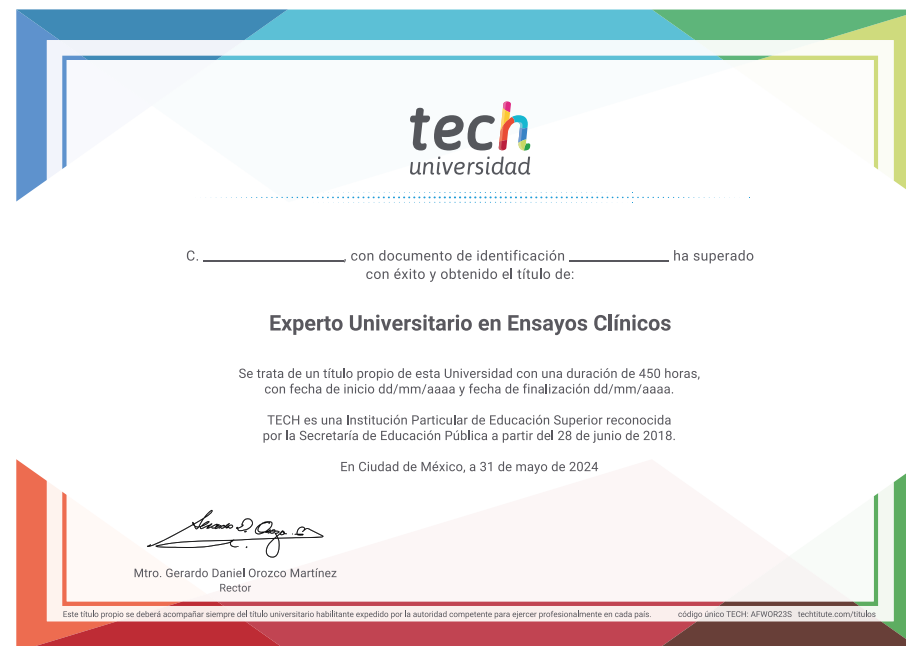 tech
universidad
C. ____________, con documento de identificación ____________ ha superado
con éxito y obtenido el título de:
Experto Universitario en Ensayos Clínicos
Se trata de un título propio de esta Universidad con una duración de 450 horas,
con fecha de inicio dd/mm/aaaa y fecha de finalización dd/mm/aaaa.
TECH es una Institución Particular de Educación Superior reconocida
por la Secretaría de Educación Pública a partir del 28 de junio de 2018.
En Ciudad de México, a 31 de mayo de 2024
Mtro. Gerardo Daniel Orozco Martínez
Rector
Este título propio se deberá acompañar siempre del título universitario habilitante expedido por la autoridad competente para ejercer profesionalmente en cada país. código único TECH: AFWOR23S techtitute.com/titulos